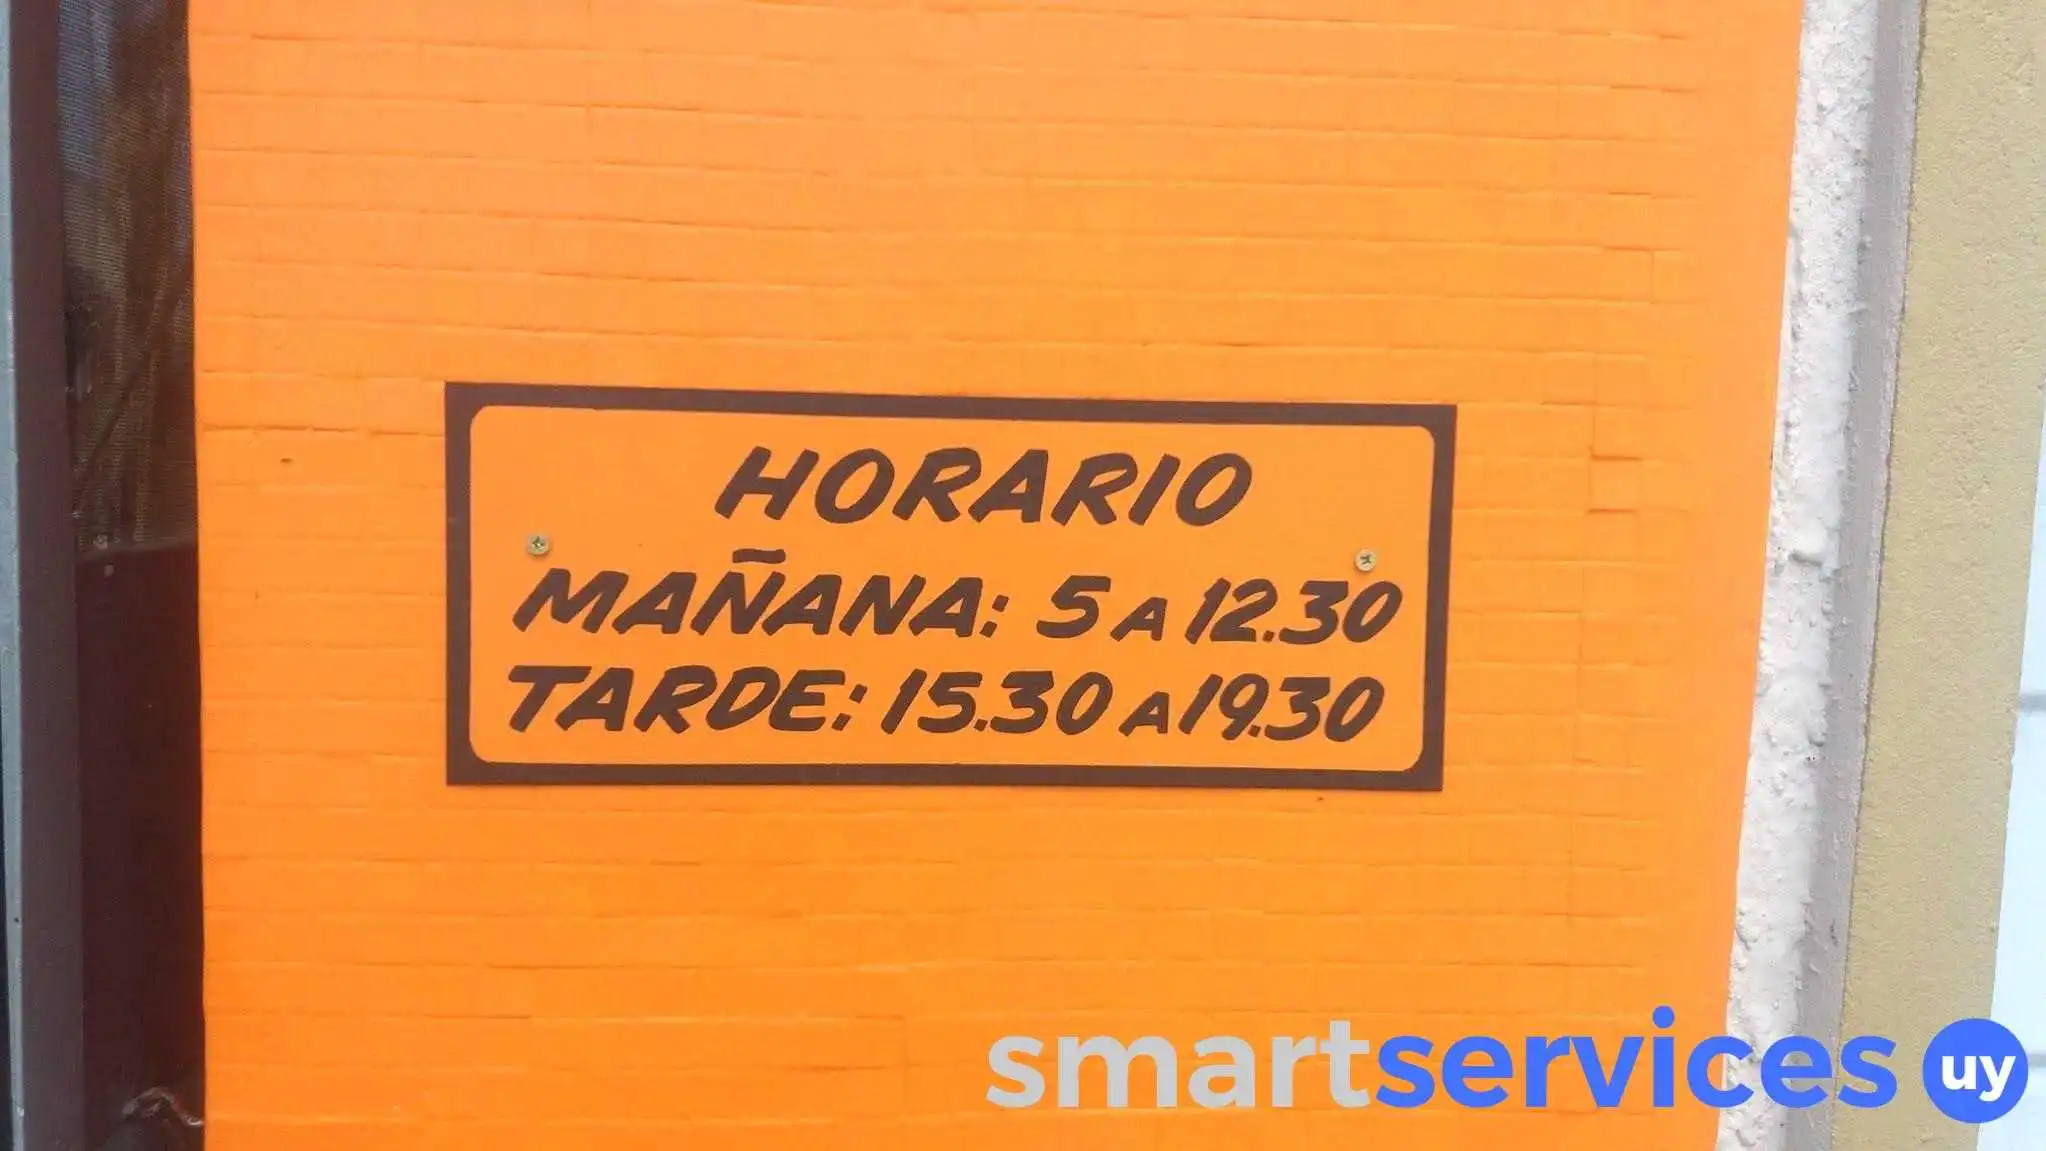 HORARIO
MAÑANA: 5 A 12.30
TARDE: 15.30 A 19.30
smartservices uy